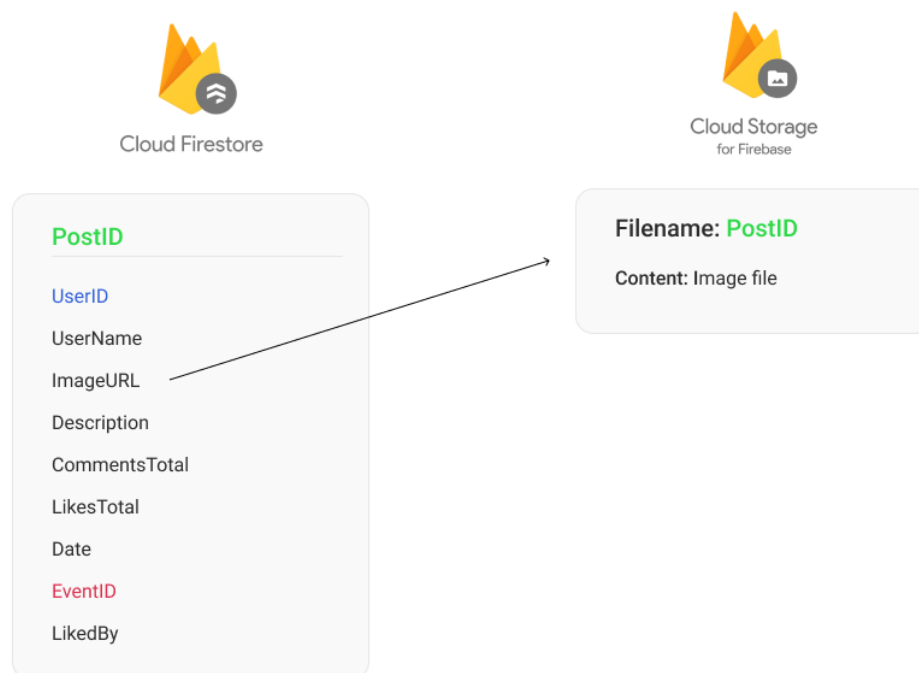 Cloud Firestore
PostID
UserID
UserName
ImageURL
Description
CommentsTotal
LikesTotal
Date
EventID
LikedBy
Cloud Storage
for Firebase
Filename: PostID
Content: Image file